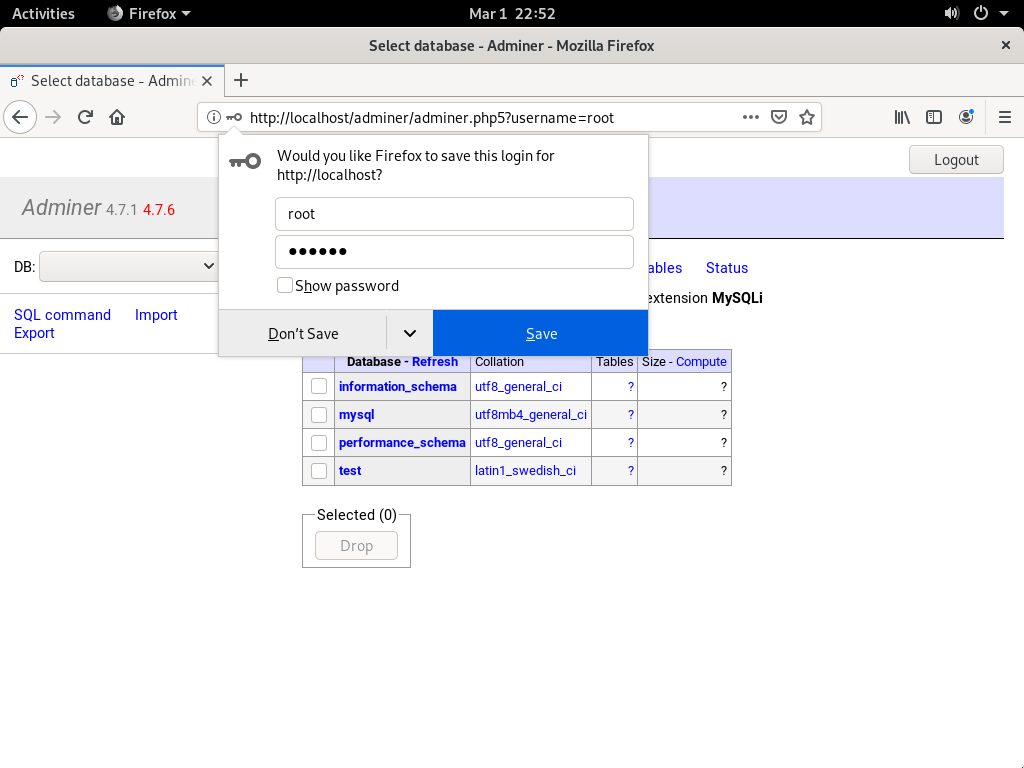 Activities Firefox Mar 1 22:52
Select database - Adminer - Mozilla Firefox
Select database - Admine
http://localhost/adminer/adminer.php5?username=root
Would you like Firefox to save this login for
http://localhost?
root
••••••
Show password
Don't Save Save
Logout
Adminer 4.7.1 4.7.6
DB:
SQL command Import
Export
ables Status
extension MySQLi
Database - Refresh Collation Tables Size - Compute
information_schema utf8_general_ci ? ?
mysql utf8mb4_general_ci ? ?
performance_schema utf8_general_ci ? ?
test latin1_swedish_ci ? ?
Selected (0)
Drop